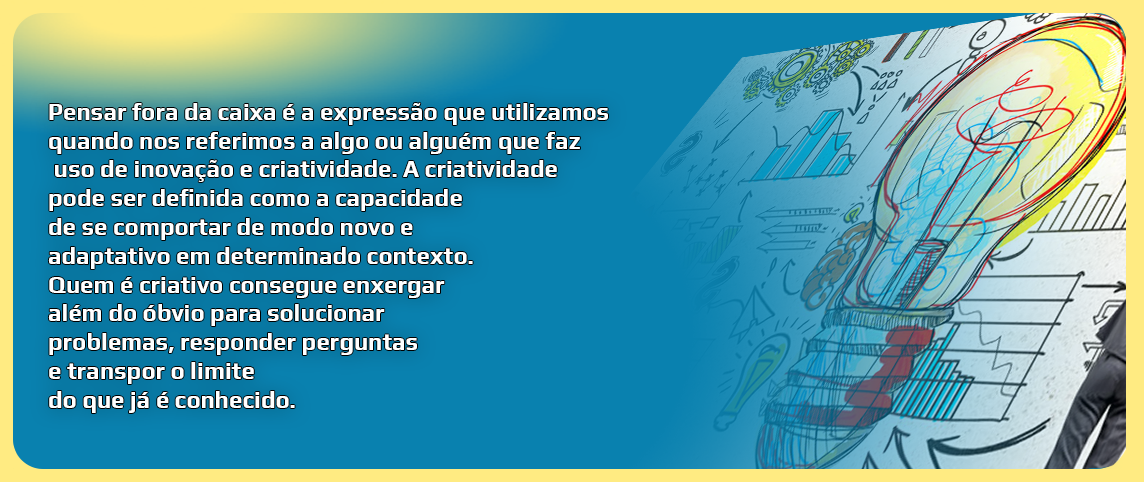 Pensar fora da caixa é a expressão que utilizamos
quando nos referimos a algo ou alguém que faz
uso de inovação e criatividade. A criatividade
pode ser definida como a capacidade
de se comportar de modo novo e
adaptativo em determinado contexto.
Quem é criativo consegue enxergar
além do óbvio para solucionar
problemas, responder perguntas
e transpor o limite
do que já é conhecido.